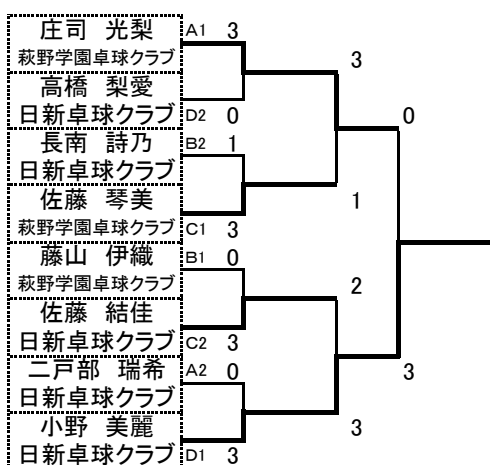 庄司 光梨 A1 3
萩野学園卓球クラブ
3
高橋 梨愛
日新卓球クラブ D2 0
0
長南 詩乃 B2 1
日新卓球クラブ
佐藤 琴美
1
萩野学園卓球クラブ C1 3
藤山 伊織 B1 0
萩野学園卓球クラブ
2
佐藤 結佳
日新卓球クラブ C2 3
二戸部 瑞希 A2 0
3
日新卓球クラブ
小野 美麗
3
日新卓球クラブ D1 3